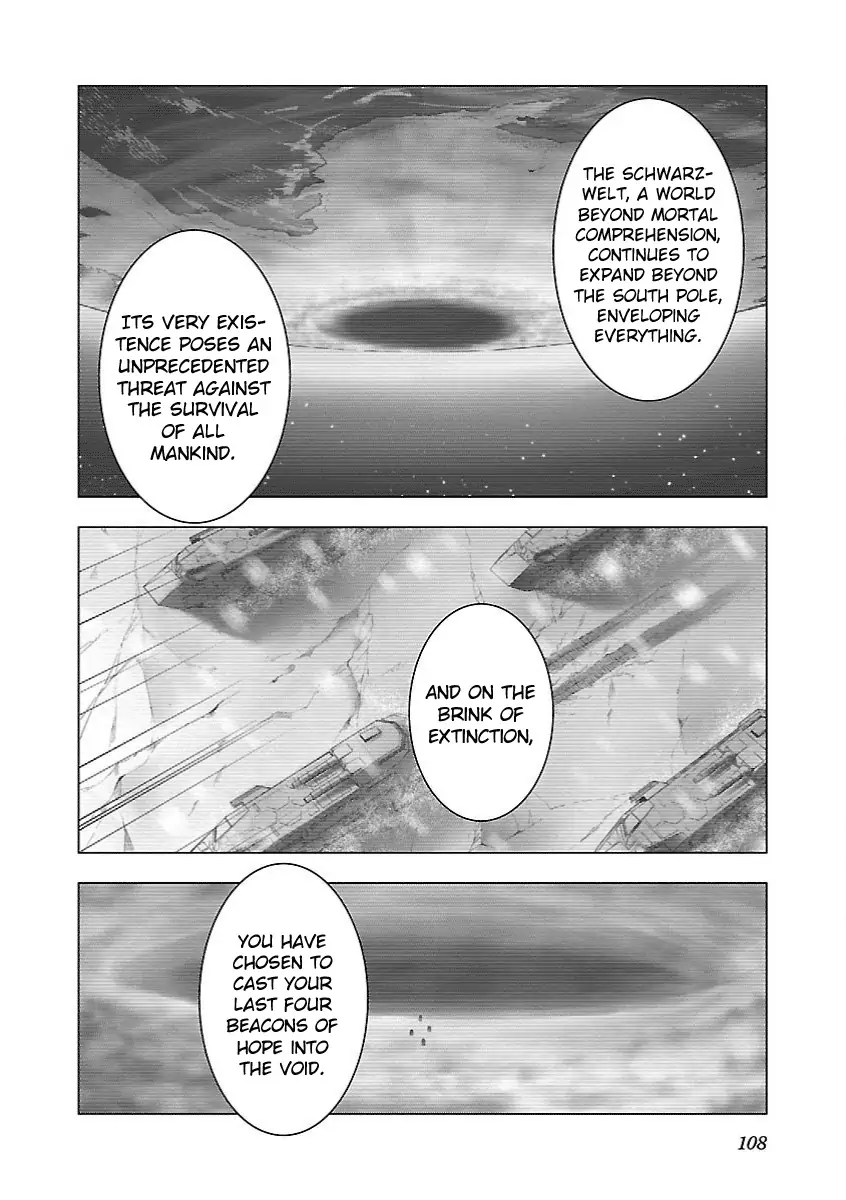 THE SCHWARZ-
WELT, A WORLD
BEYOND MORTAL
COMPREHENSION,
CONTINUES TO
EXPAND BEYOND
THE SOUTH POLE,
ENVELOPING
EVERYTHING.
ITS VERY EXIS-
TENCE POSES AN
UNPRECEDENTED
THREAT AGAINST
THE SURVIVAL
OF ALL
MANKIND.
AND ON THE
BRINK OF
EXTINCTION,
YOU HAVE
CHOSEN TO
CAST YOUR
LAST FOUR
BEACONS OF
HOPE INTO
THE VOID.
108